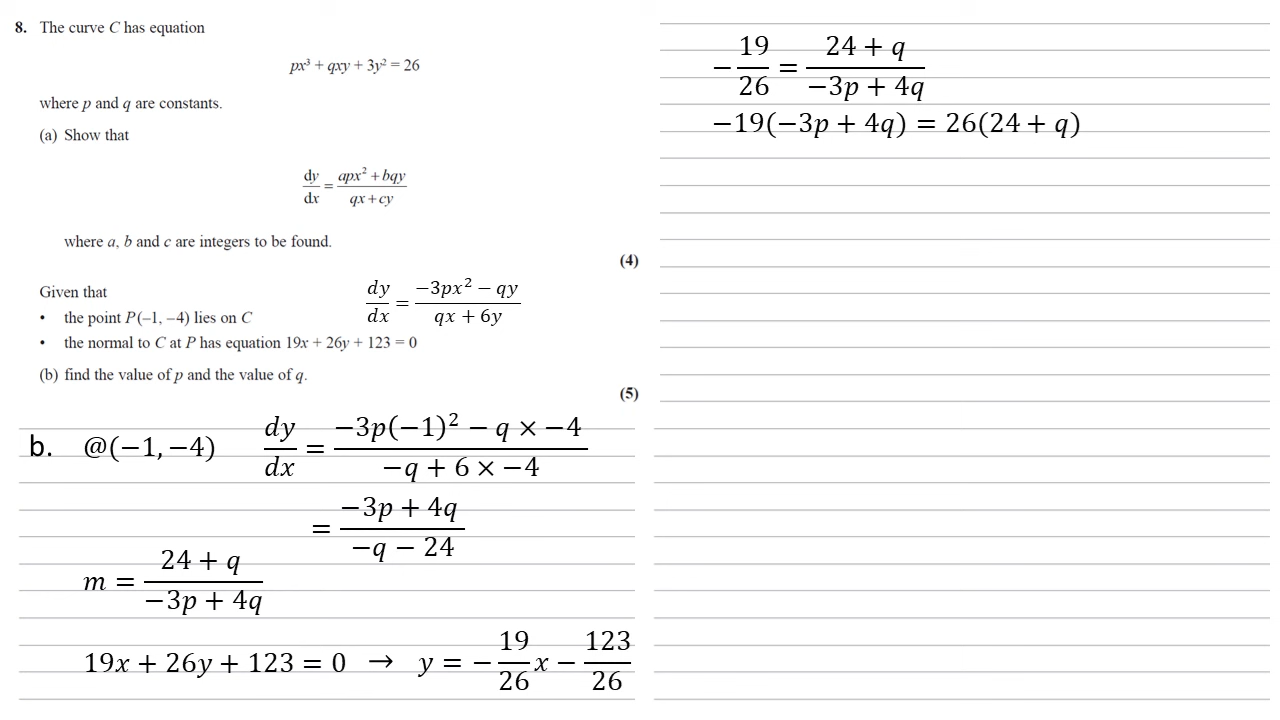 8. The curve C has equation
px³ + qxy + 3y² = 26
where p and q are constants.
(a) Show that
dy/dx = (apx² + bqy)/(qx + cy)
where a, b and c are integers to be found.
(4)
Given that
• the point P(−1, −4) lies on C
• the normal to C at P has equation 19x + 26y + 123 = 0
dy/dx = (−3px² − qy)/(qx + 6y)
(b) find the value of p and the value of q.
(5)
b. @(−1, −4) dy/dx = (−3p(−1)² − q × −4)/(−q + 6 × −4)
= (−3p + 4q)/(−q − 24)
m = (24 + q)/(−3p + 4q)
19x + 26y + 123 = 0 → y = −19/26 x − 123/26
−19/26 = (24 + q)/(−3p + 4q)
−19(−3p + 4q) = 26(24 + q)